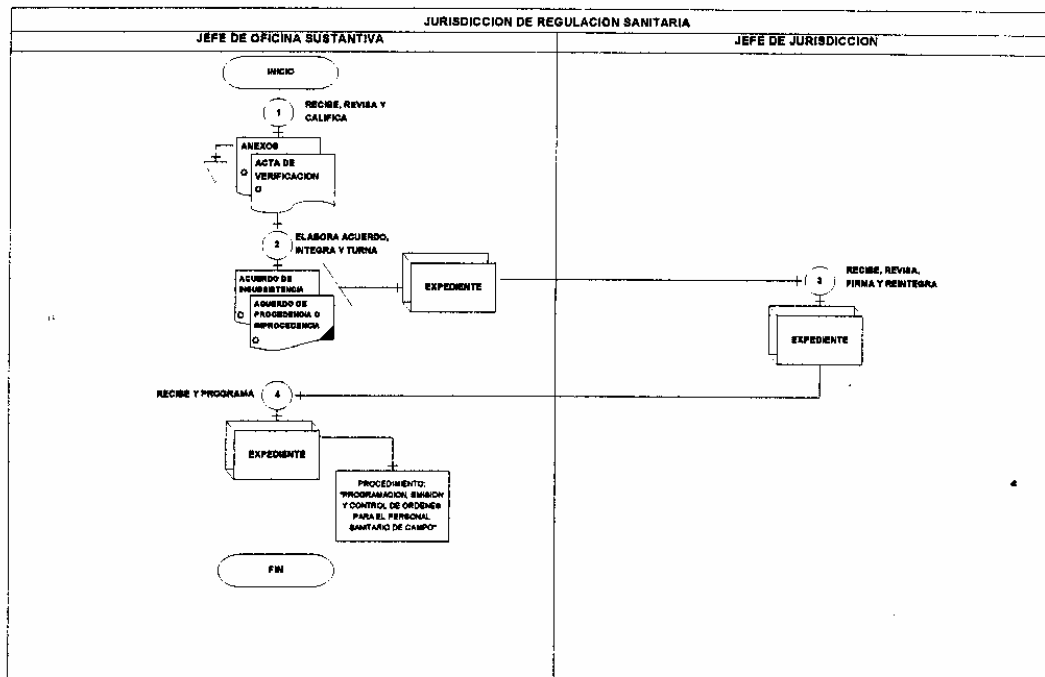 JURISDICCION DE REGULACION SANITARIA
JEFE DE OFICINA SUSTANTIVA
JEFE DE JURISDICCION
INICIO
1
RECIBE, REVISA Y
CALIFICA
ANEXOS
O
ACTA DE
VERIFICACION
O
2
ELABORA ACUERDO,
INTEGRA Y TURNA
ACUERDO DE
INSUBSISTENCIA
O
ACUERDO DE
PROCEDENCIA O
IMPROCEDENCIA
O
EXPEDIENTE
3
RECIBE, REVISA,
FIRMA Y REINTEGRA
EXPEDIENTE
RECIBE Y PROGRAMA
4
EXPEDIENTE
PROCEDIMIENTO:
"PROGRAMACION, EMISION
Y CONTROL DE ORDENES
PARA EL PERSONAL
SANITARIO DE CAMPO"
FIN